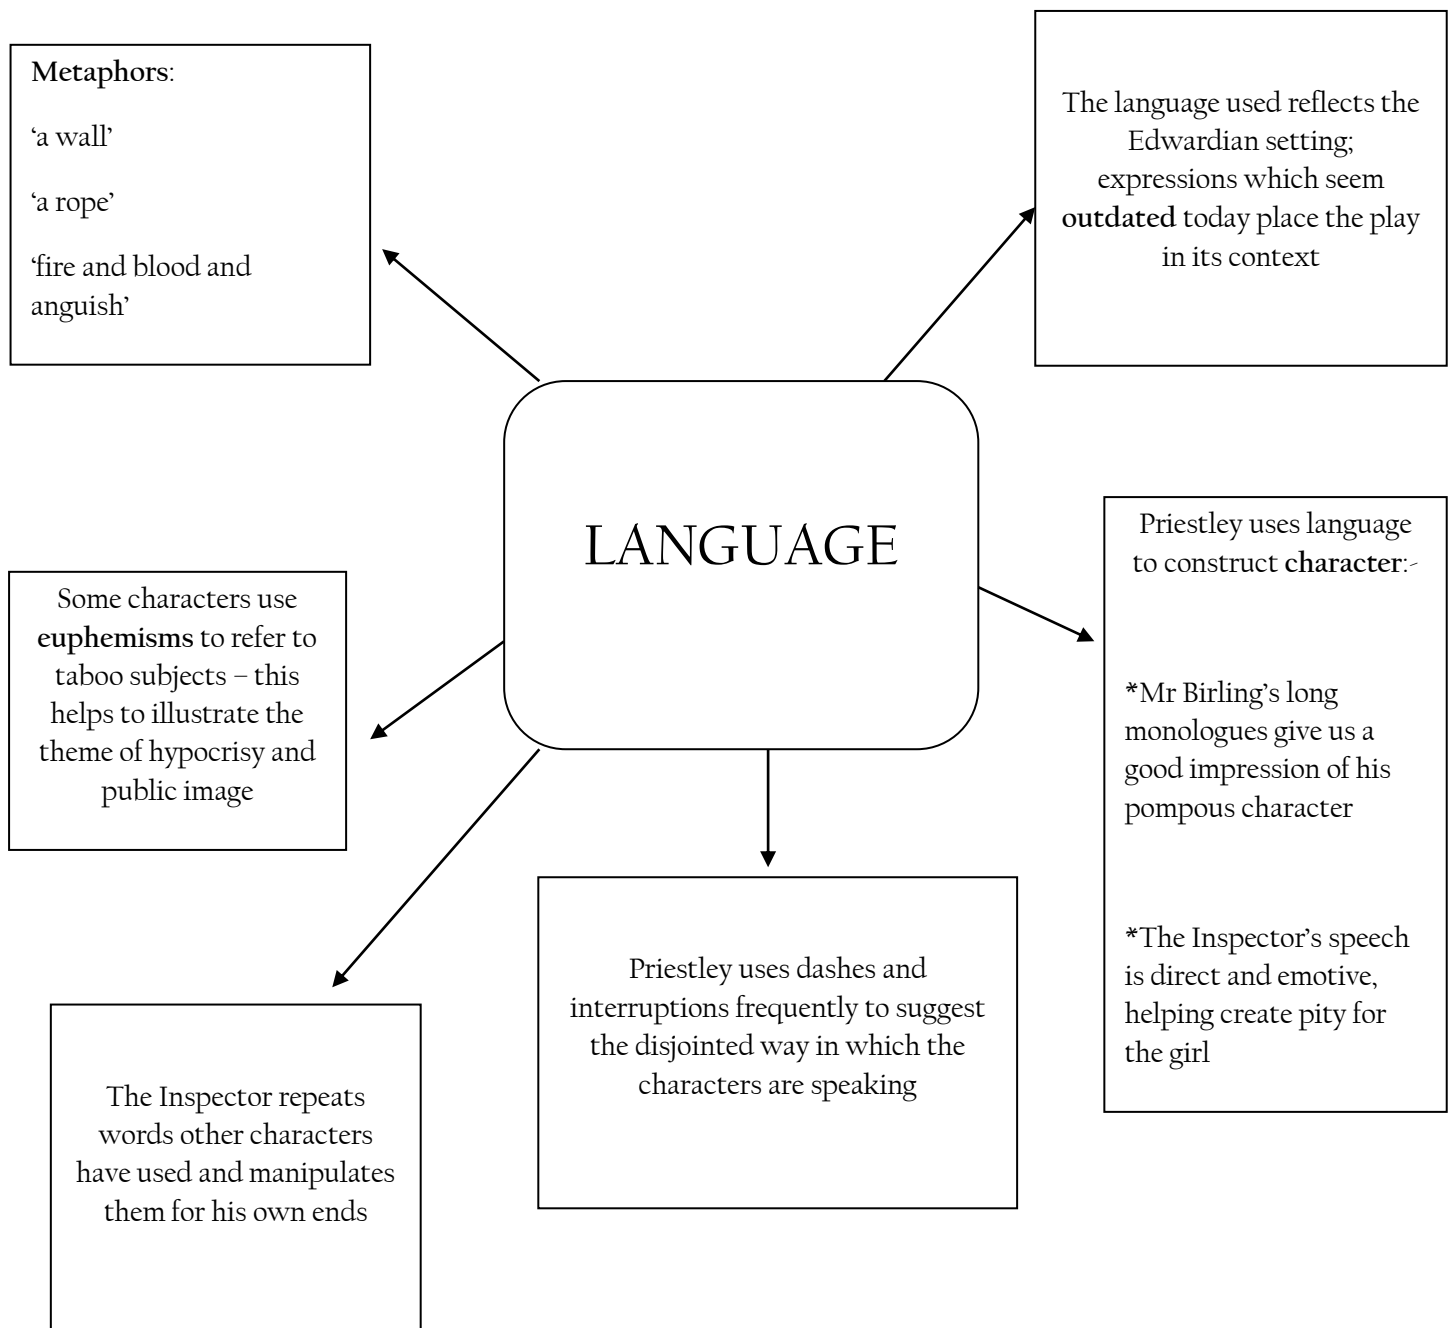 Metaphors:
‘a wall’
‘a rope’
‘fire and blood and
anguish’
The language used reflects the
Edwardian setting;
expressions which seem
outdated today place the play
in its context
LANGUAGE
Some characters use
euphemisms to refer to
taboo subjects – this
helps to illustrate the
theme of hypocrisy and
public image
Priestley uses language
to construct character:-
*Mr Birling’s long
monologues give us a
good impression of his
pompous character
*The Inspector’s speech
is direct and emotive,
helping create pity for
the girl
Priestley uses dashes and
interruptions frequently to suggest
the disjointed way in which the
characters are speaking
The Inspector repeats
words other characters
have used and manipulates
them for his own ends